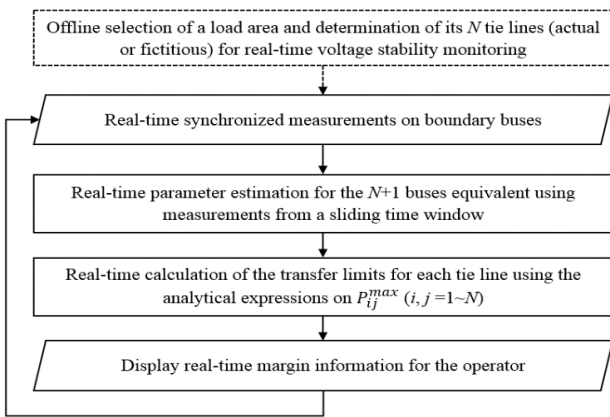 Offline selection of a load area and determination of its N tie lines (actual
or fictitious) for real-time voltage stability monitoring
Real-time synchronized measurements on boundary buses
Real-time parameter estimation for the N+1 buses equivalent using
measurements from a sliding time window
Real-time calculation of the transfer limits for each tie line using the
analytical expressions on P_{ij}^{max} (i, j =1~N)
Display real-time margin information for the operator